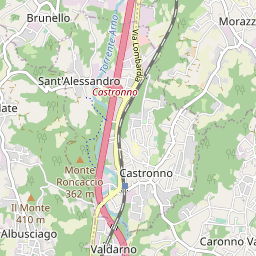 Brunello
Torrente Arno
Via Lombardia
Morazz
Sant'Alessandro
Castronno
late
Monte
Roncaccio
362 m
Castronno
Il Monte
410 m
Albusciago
Valdarno
Caronno Va